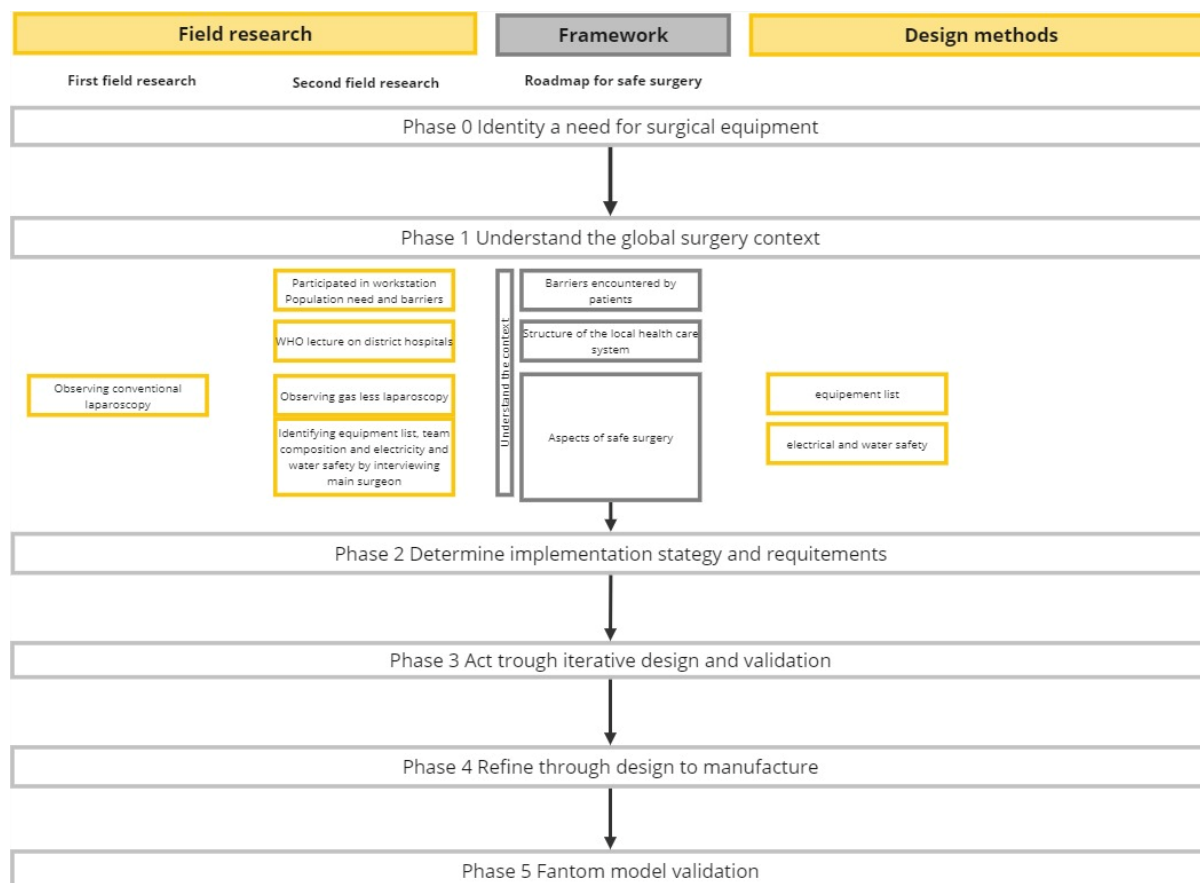 Field research
Framework
Design methods
First field research
Second field research
Roadmap for safe surgery
Phase 0 Identity a need for surgical equipment
Phase 1 Understand the global surgery context
Participated in workstation
Population need and barriers
WHO lecture on district hospitals
Observing conventional
laparoscopy
Observing gas less laparoscopy
Identifying equipment list, team
composition and electricity and
water safety by interviewing
main surgeon
Understand the context
Barriers encountered by
patients
Structure of the local health care
system
Aspects of safe surgery
equipement list
electrical and water safety
Phase 2 Determine implementation stategy and requitements
Phase 3 Act trough iterative design and validation
Phase 4 Refine through design to manufacture
Phase 5 Fantom model validation